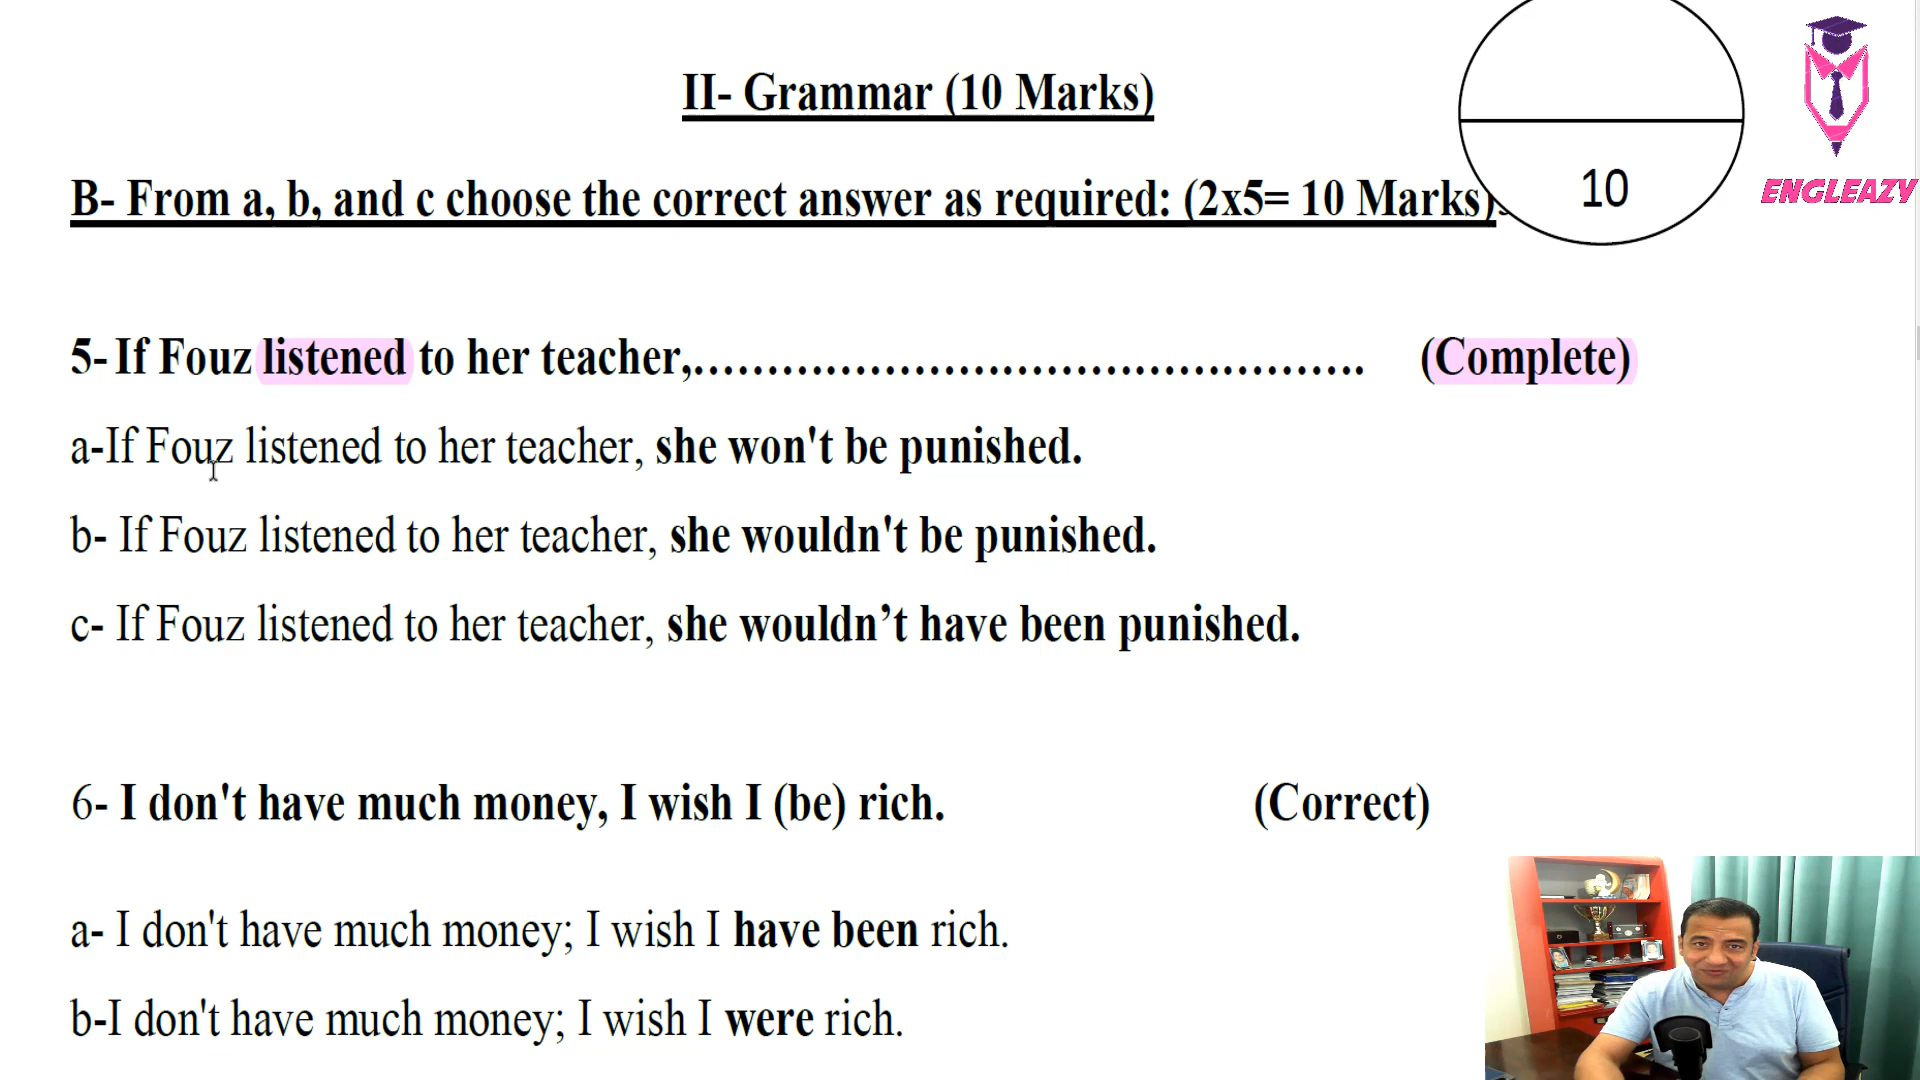 II- Grammar (10 Marks)
ENGLEAZY
B- From a, b, and c choose the correct answer as required: (2x5= 10 Marks)
10
5- If Fouz listened to her teacher,……………………………………. (Complete)
a-If Fouz listened to her teacher, she won't be punished.
b- If Fouz listened to her teacher, she wouldn't be punished.
c- If Fouz listened to her teacher, she wouldn’t have been punished.
6- I don't have much money, I wish I (be) rich. (Correct)
a- I don't have much money; I wish I have been rich.
b-I don't have much money; I wish I were rich.